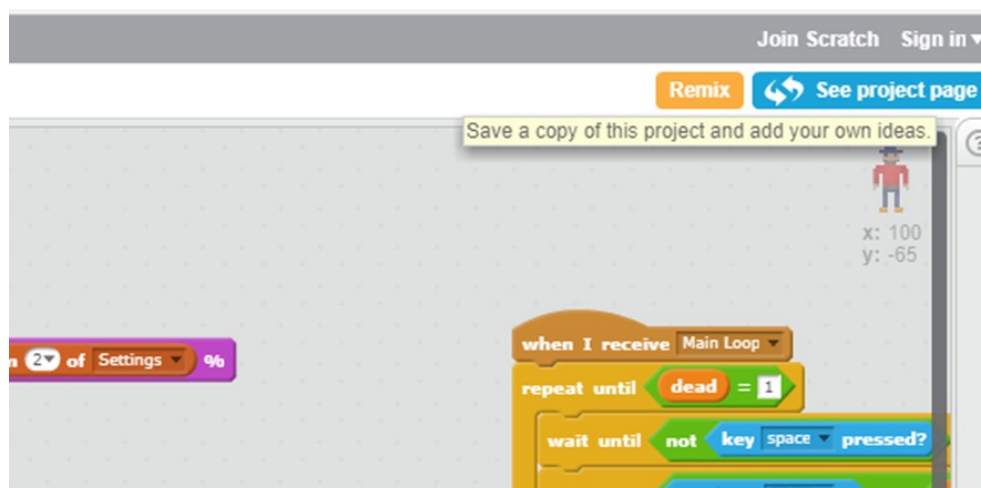 Join Scratch Sign in
Remix See project page
Save a copy of this project and add your own ideas.
x: 100
y: -65
when I receive Main Loop
2 of Settings %
repeat until dead = 1
wait until not key space pressed?